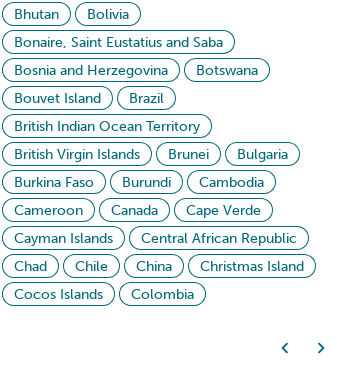 Bhutan Bolivia
Bonaire, Saint Eustatius and Saba
Bosnia and Herzegovina Botswana
Bouvet Island Brazil
British Indian Ocean Territory
British Virgin Islands Brunei Bulgaria
Burkina Faso Burundi Cambodia
Cameroon Canada Cape Verde
Cayman Islands Central African Republic
Chad Chile China Christmas Island
Cocos Islands Colombia